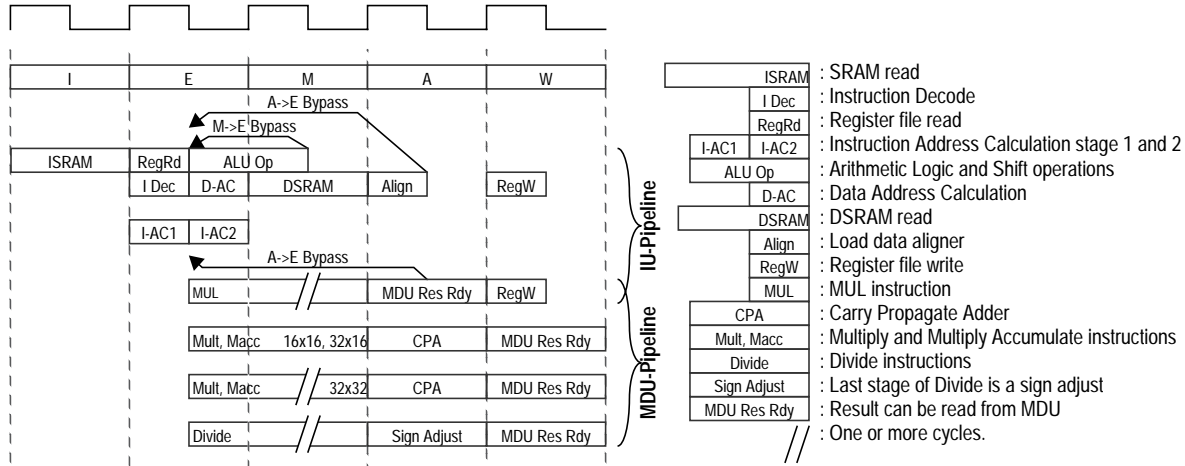 I E M A W
A->E Bypass
M->E Bypass
ISRAM RegRd ALU Op
I Dec D-AC DSRAM Align RegW
I-AC1 I-AC2
A->E Bypass
MUL MDU Res Rdy RegW
Mult, Macc 16x16, 32x16 CPA MDU Res Rdy
Mult, Macc 32x32 CPA MDU Res Rdy
Divide Sign Adjust MDU Res Rdy
IU-Pipeline
MDU-Pipeline
ISRAM : SRAM read
I Dec : Instruction Decode
RegRd : Register file read
I-AC1 I-AC2 : Instruction Address Calculation stage 1 and 2
ALU Op : Arithmetic Logic and Shift operations
D-AC : Data Address Calculation
DSRAM : DSRAM read
Align : Load data aligner
RegW : Register file write
MUL : MUL instruction
CPA : Carry Propagate Adder
Mult, Macc : Multiply and Multiply Accumulate instructions
Divide : Divide instructions
Sign Adjust : Last stage of Divide is a sign adjust
MDU Res Rdy : Result can be read from MDU
: One or more cycles.